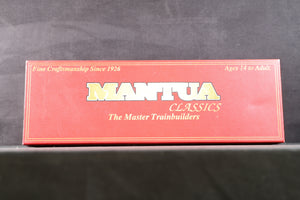 Fine Craftsmanship Since 1926
Ages 14 to Adult
MANTUA
CLASSICS
The Master Trainbuilders